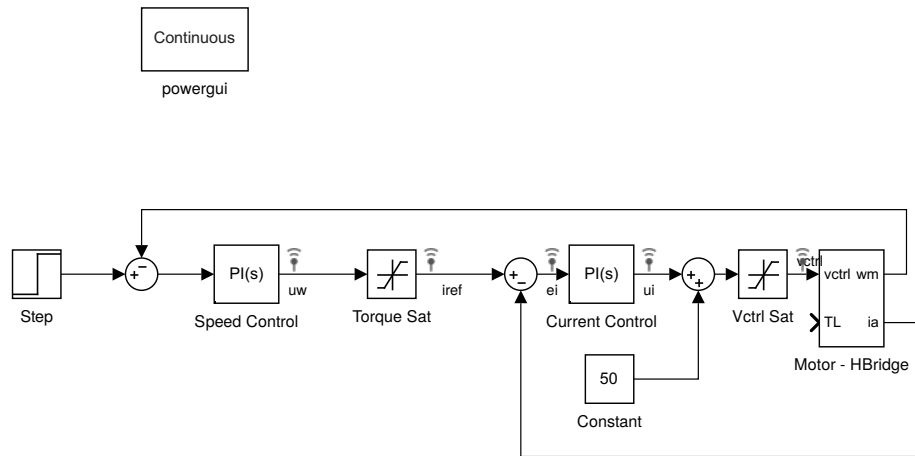 Continuous
powergui
Step
+
−
PI(s)
Speed Control
uw
Torque Sat
iref
+
−
ei
PI(s)
Current Control
ui
+
+
50
Constant
Vctrl Sat
vctrl
vctrl wm
TL ia
Motor - HBridge